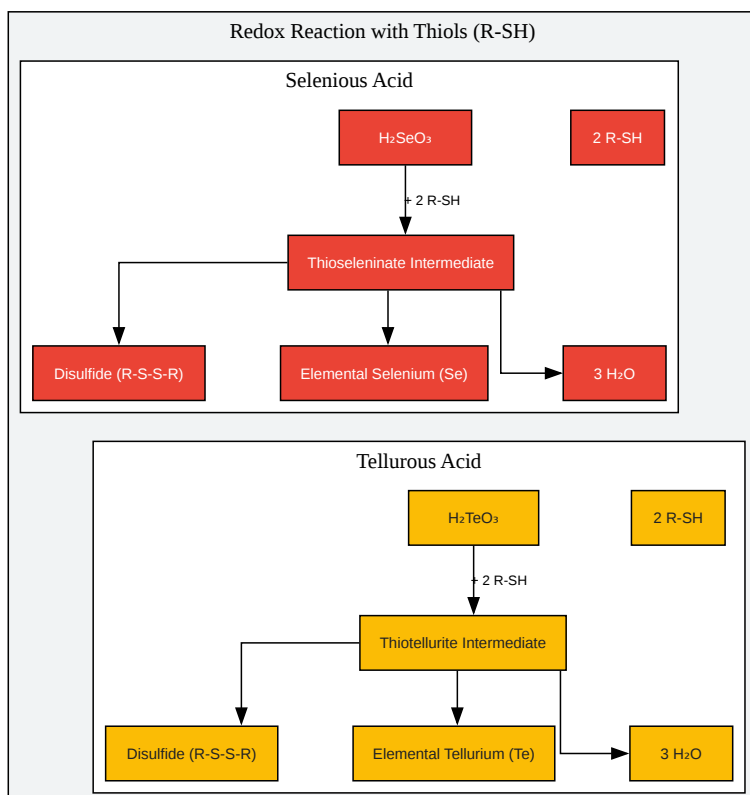 Redox Reaction with Thiols (R-SH)
Selenious Acid
H₂SeO₃
2 R-SH
+ 2 R-SH
Thioseleninate Intermediate
Disulfide (R-S-S-R)
Elemental Selenium (Se)
3 H₂O
Tellurous Acid
H₂TeO₃
2 R-SH
+ 2 R-SH
Thiotellurite Intermediate
Disulfide (R-S-S-R)
Elemental Tellurium (Te)
3 H₂O